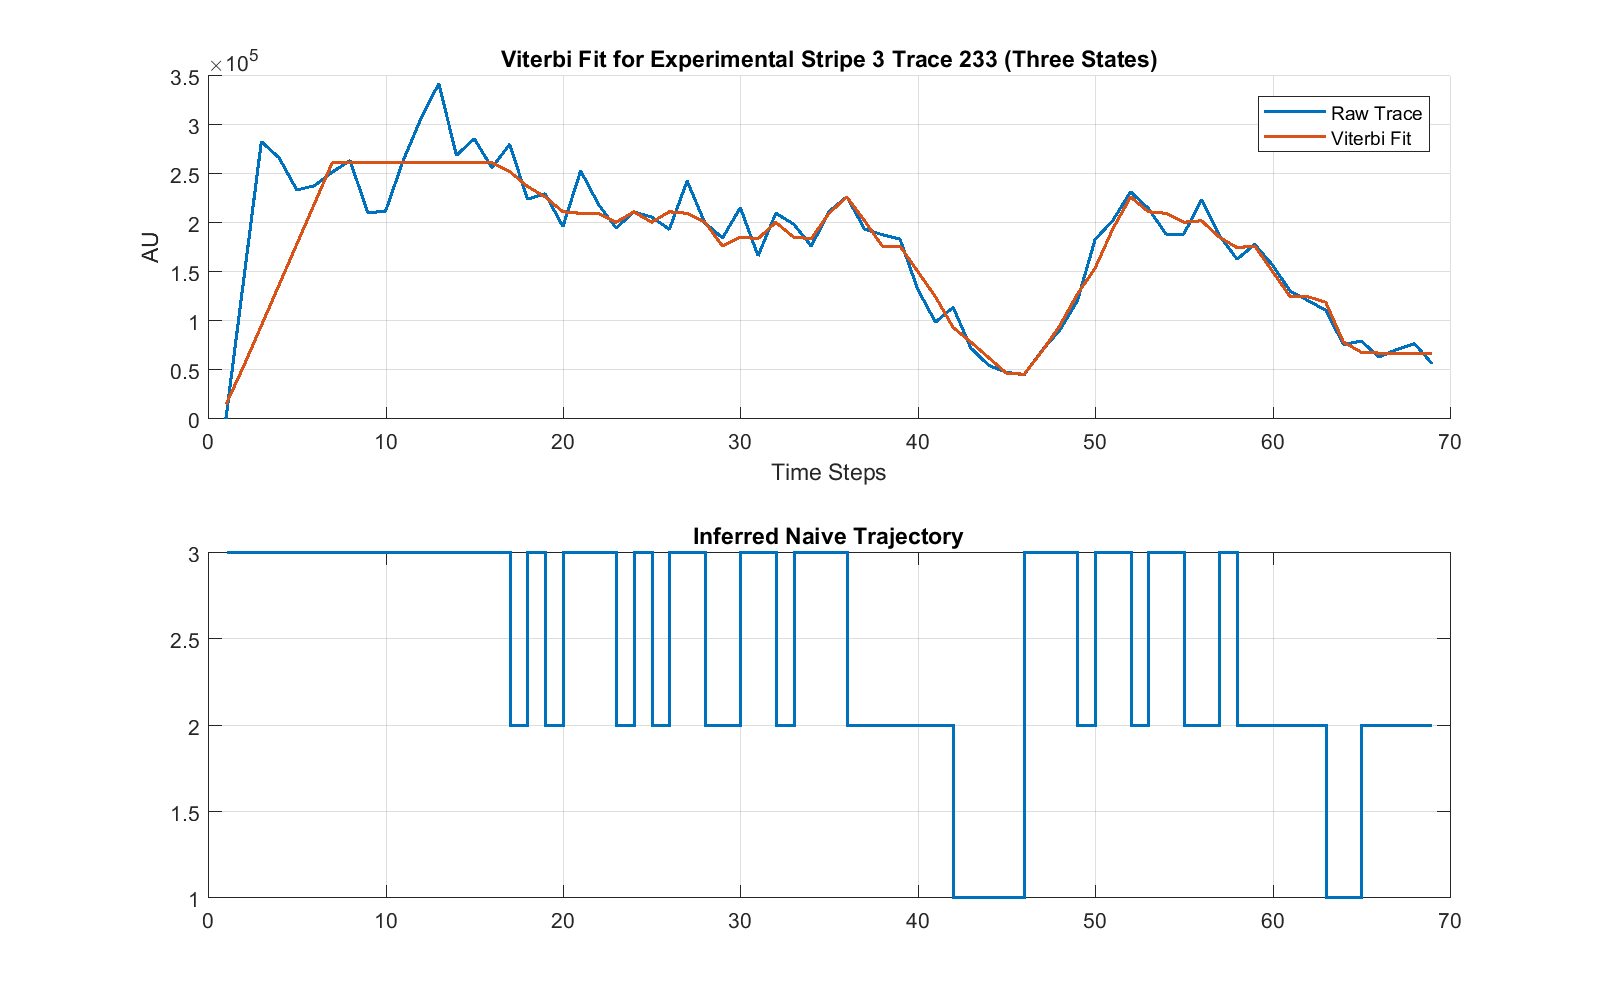 Viterbi Fit for Experimental Stripe 3 Trace 233 (Three States)
×10^5
3.5
3
2.5
2
1.5
1
0.5
0
AU
Raw Trace
Viterbi Fit
0 10 20 30 40 50 60 70
Time Steps
Inferred Naive Trajectory
3
2.5
2
1.5
1
0 10 20 30 40 50 60 70